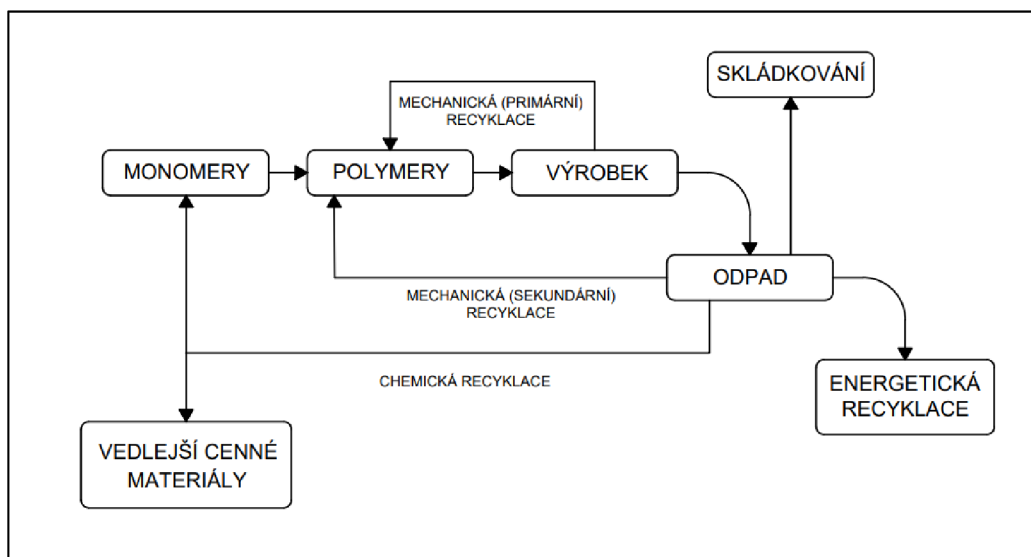 SKLÁDKOVÁNÍ
MECHANICKÁ (PRIMÁRNÍ)
RECYKLACE
MONOMERY
POLYMERY
VÝROBEK
ODPAD
MECHANICKÁ (SEKUNDÁRNÍ)
RECYKLACE
CHEMICKÁ RECYKLACE
ENERGETICKÁ
RECYKLACE
VEDLEJŠÍ CENNÉ
MATERIÁLY